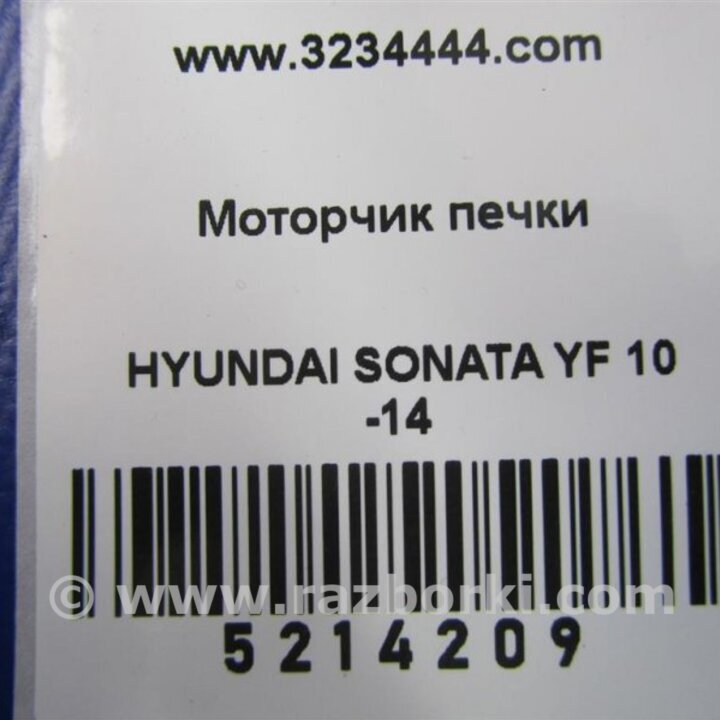 www.3234444.com
Моторчик печки
HYUNDAI SONATA YF 10
-14
© www.razborki.com
5214209